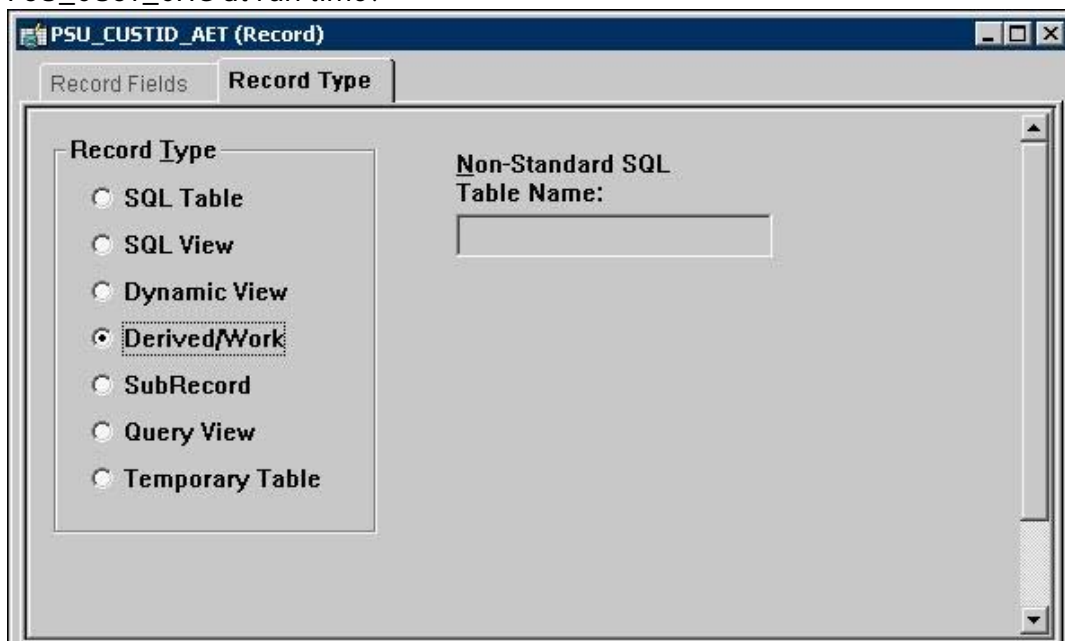 PSU_CUSTID_AET (Record)
Record Fields Record Type
Record Type
SQL Table
SQL View
Dynamic View
Derived/Work
SubRecord
Query View
Temporary Table
Non-Standard SQL
Table Name: